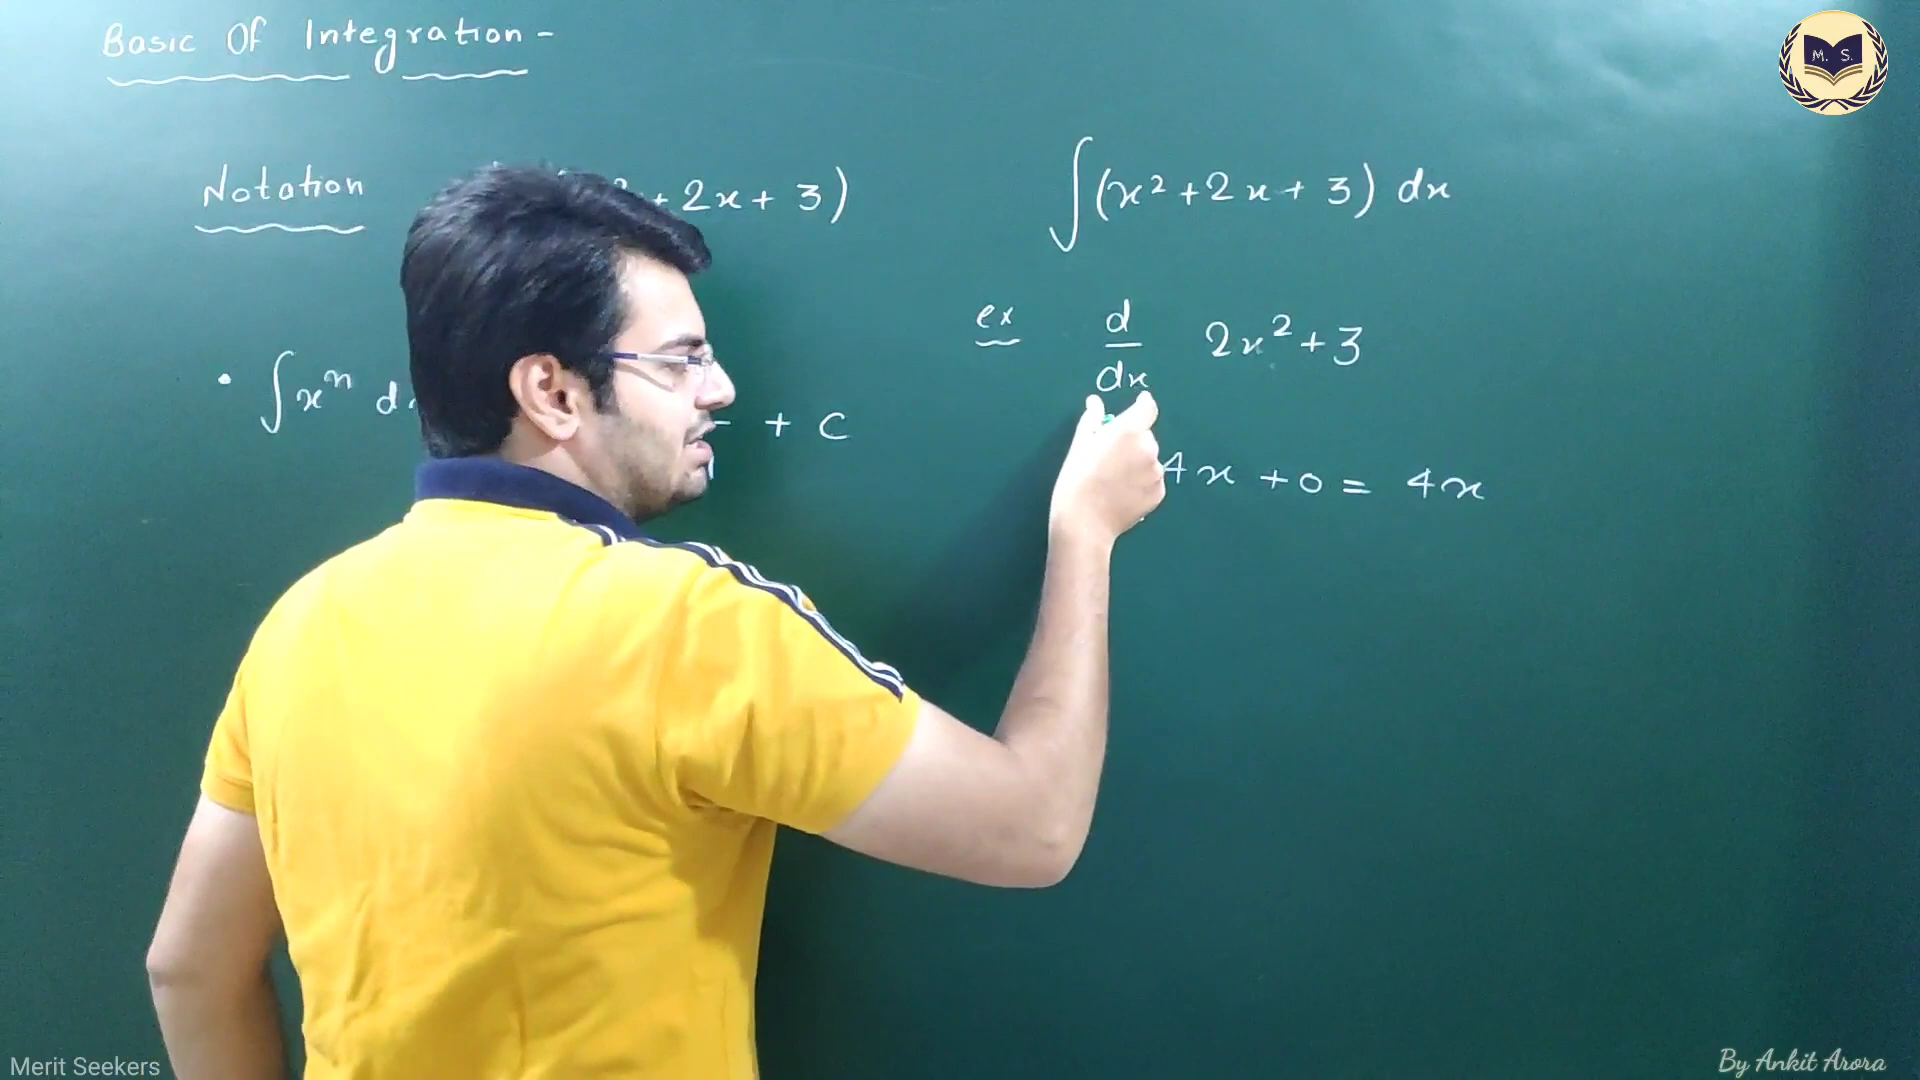 Basic Of Integration -
M. S.
Notation + 2x + 3) ∫(x² + 2x + 3) dx
ex d/dx 2x² + 3
• ∫xⁿ d + c
4x + 0 = 4x
Merit Seekers
By Ankit Arora